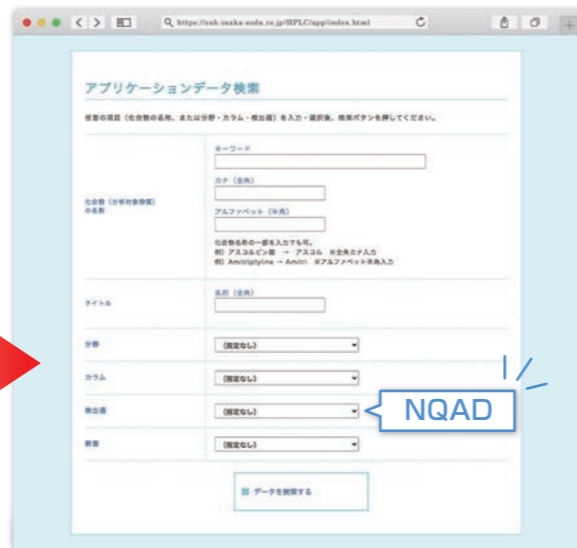 https://sub.osaka-soda.co.jp/HPLC/app/index.html
アプリケーションデータ検索
任意の項目（化合物の名称、または分野・カラム・検出器）を入力・選択後、検索ボタンを押してください。
化合物（分析対象物質）
の名称
キーワード
カナ（全角）
アルファベット（半角）
化合物名称の一部を入力でも可。
例）アスコルビン酸 → アスコル ※全角カナ入力
例）Amitriptyline → Amitri ※アルファベット半角入力
タイトル
名前（全角）
分野
（指定なし）
カラム
（指定なし）
検出器
（指定なし）
NQAD
（指定なし）
データを検索する